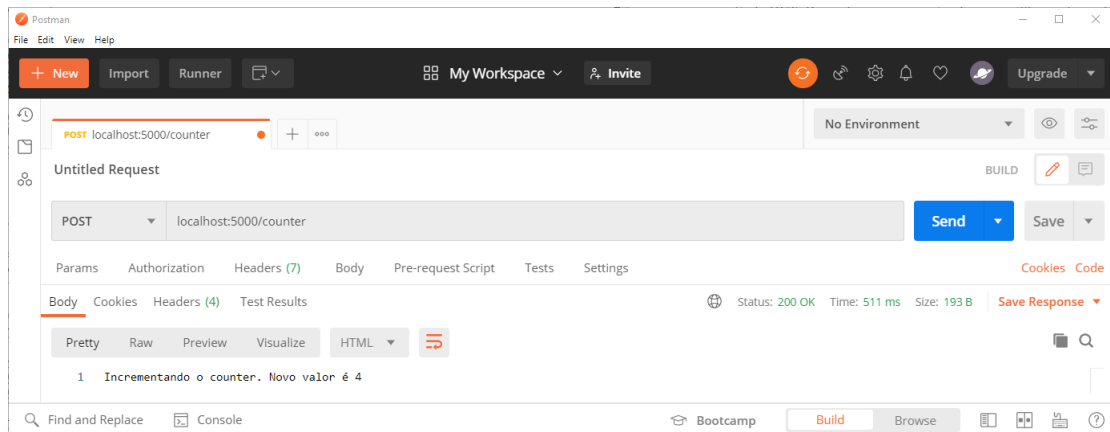 Postman
File Edit View Help
+ New Import Runner My Workspace Invite Upgrade
POST localhost:5000/counter No Environment
Untitled Request BUILD
POST localhost:5000/counter Send Save
Params Authorization Headers (7) Body Pre-request Script Tests Settings Cookies Code
Body Cookies Headers (4) Test Results Status: 200 OK Time: 511 ms Size: 193 B Save Response
Pretty Raw Preview Visualize HTML
1 Incrementando o counter. Novo valor é 4
Find and Replace Console Bootcamp Build Browse